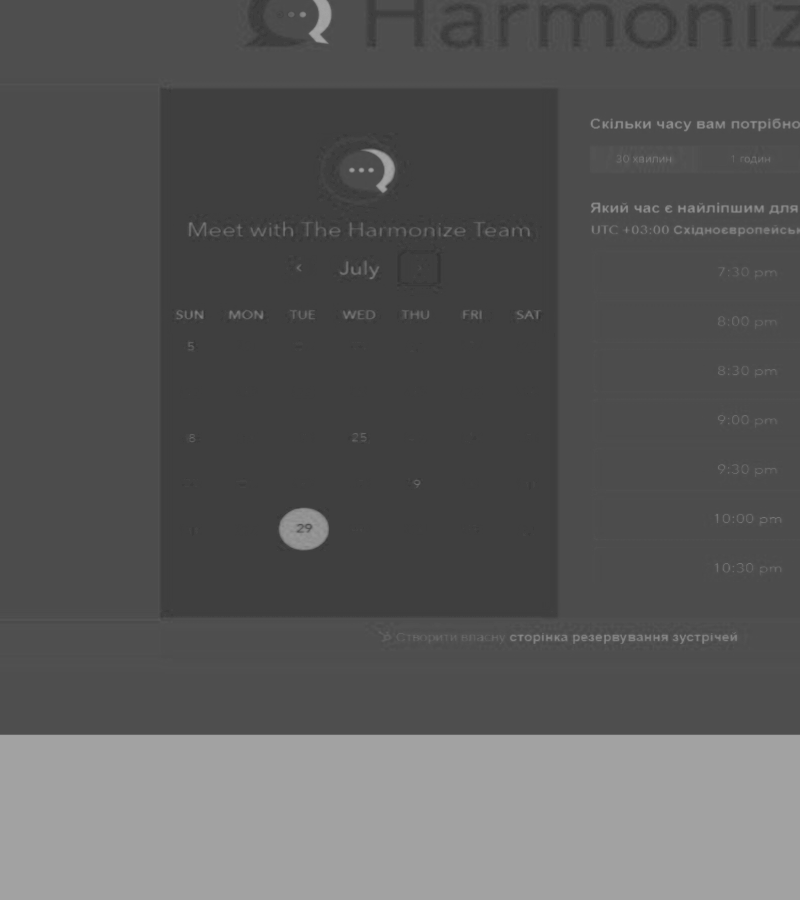 Harmoniz
Meet with The Harmonize Team
‹ July
SUN MON TUE WED THU FRI SAT
5
8 25
9
29
Скільки часу вам потрібно
30 хвилин 1 годин
Який час є найліпшим для
UTC +03:00 Східноєвропейськ
7:30 pm
8:00 pm
8:30 pm
9:00 pm
9:30 pm
10:00 pm
10:30 pm
Створити власну сторінка резервування зустрічей